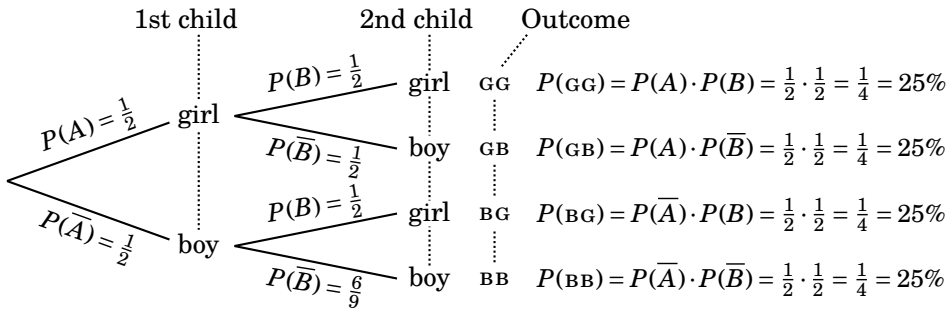 1st child 2nd child Outcome
P(B) = 1/2 girl GG P(GG) = P(A)·P(B) = 1/2 · 1/2 = 1/4 = 25%
P(A) = 1/2 girl
P(B̅) = 1/2 boy GB P(GB) = P(A)·P(B̅) = 1/2 · 1/2 = 1/4 = 25%
P(B) = 1/2 girl BG P(BG) = P(A̅)·P(B) = 1/2 · 1/2 = 1/4 = 25%
P(A̅) = 1/2 boy
P(B̅) = 6/9 boy BB P(BB) = P(A̅)·P(B̅) = 1/2 · 1/2 = 1/4 = 25%